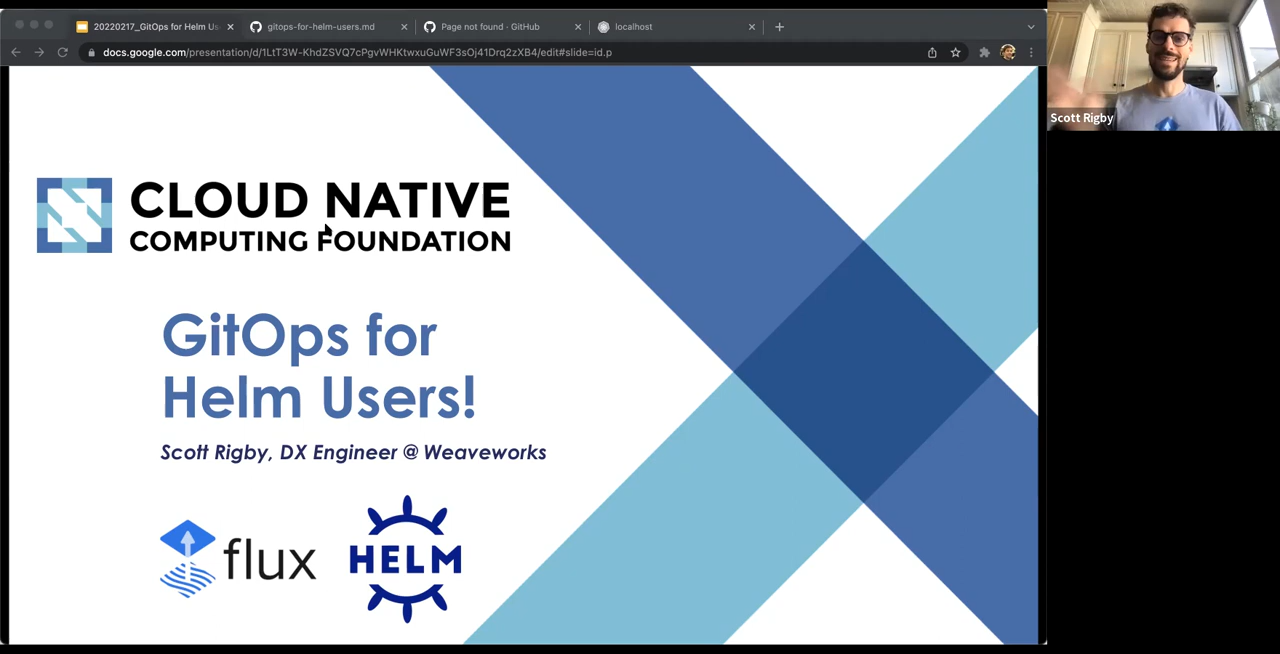 20220217_GitOps for Helm Us
gitops-for-helm-users.md
Page not found · GitHub
localhost
docs.google.com/presentation/d/1LtT3W-KhdZSVQ7cPgvWHKtwxuGuWF3sOj41Drq2zXB4/edit#slide=id.p
Scott Rigby
CLOUD NATIVE
COMPUTING FOUNDATION
GitOps for
Helm Users!
Scott Rigby, DX Engineer @ Weaveworks
flux
HELM